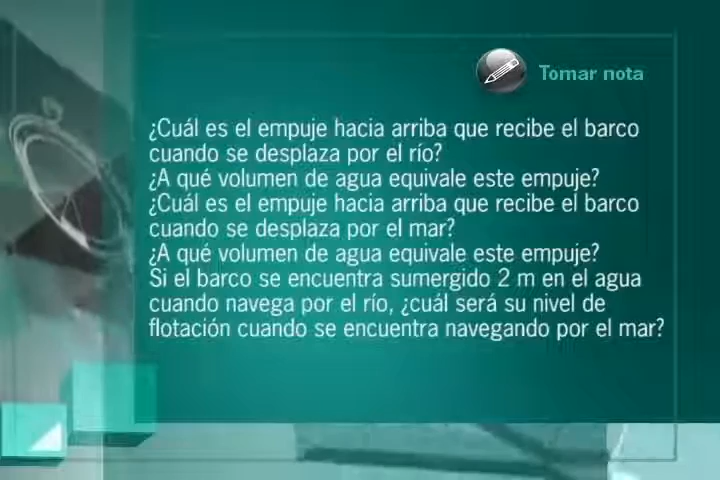 Tomar nota
¿Cuál es el empuje hacia arriba que recibe el barco
cuando se desplaza por el río?
¿A qué volumen de agua equivale este empuje?
¿Cuál es el empuje hacia arriba que recibe el barco
cuando se desplaza por el mar?
¿A qué volumen de agua equivale este empuje?
Si el barco se encuentra sumergido 2 m en el agua
cuando navega por el río, ¿cuál será su nivel de
flotación cuando se encuentra navegando por el mar?